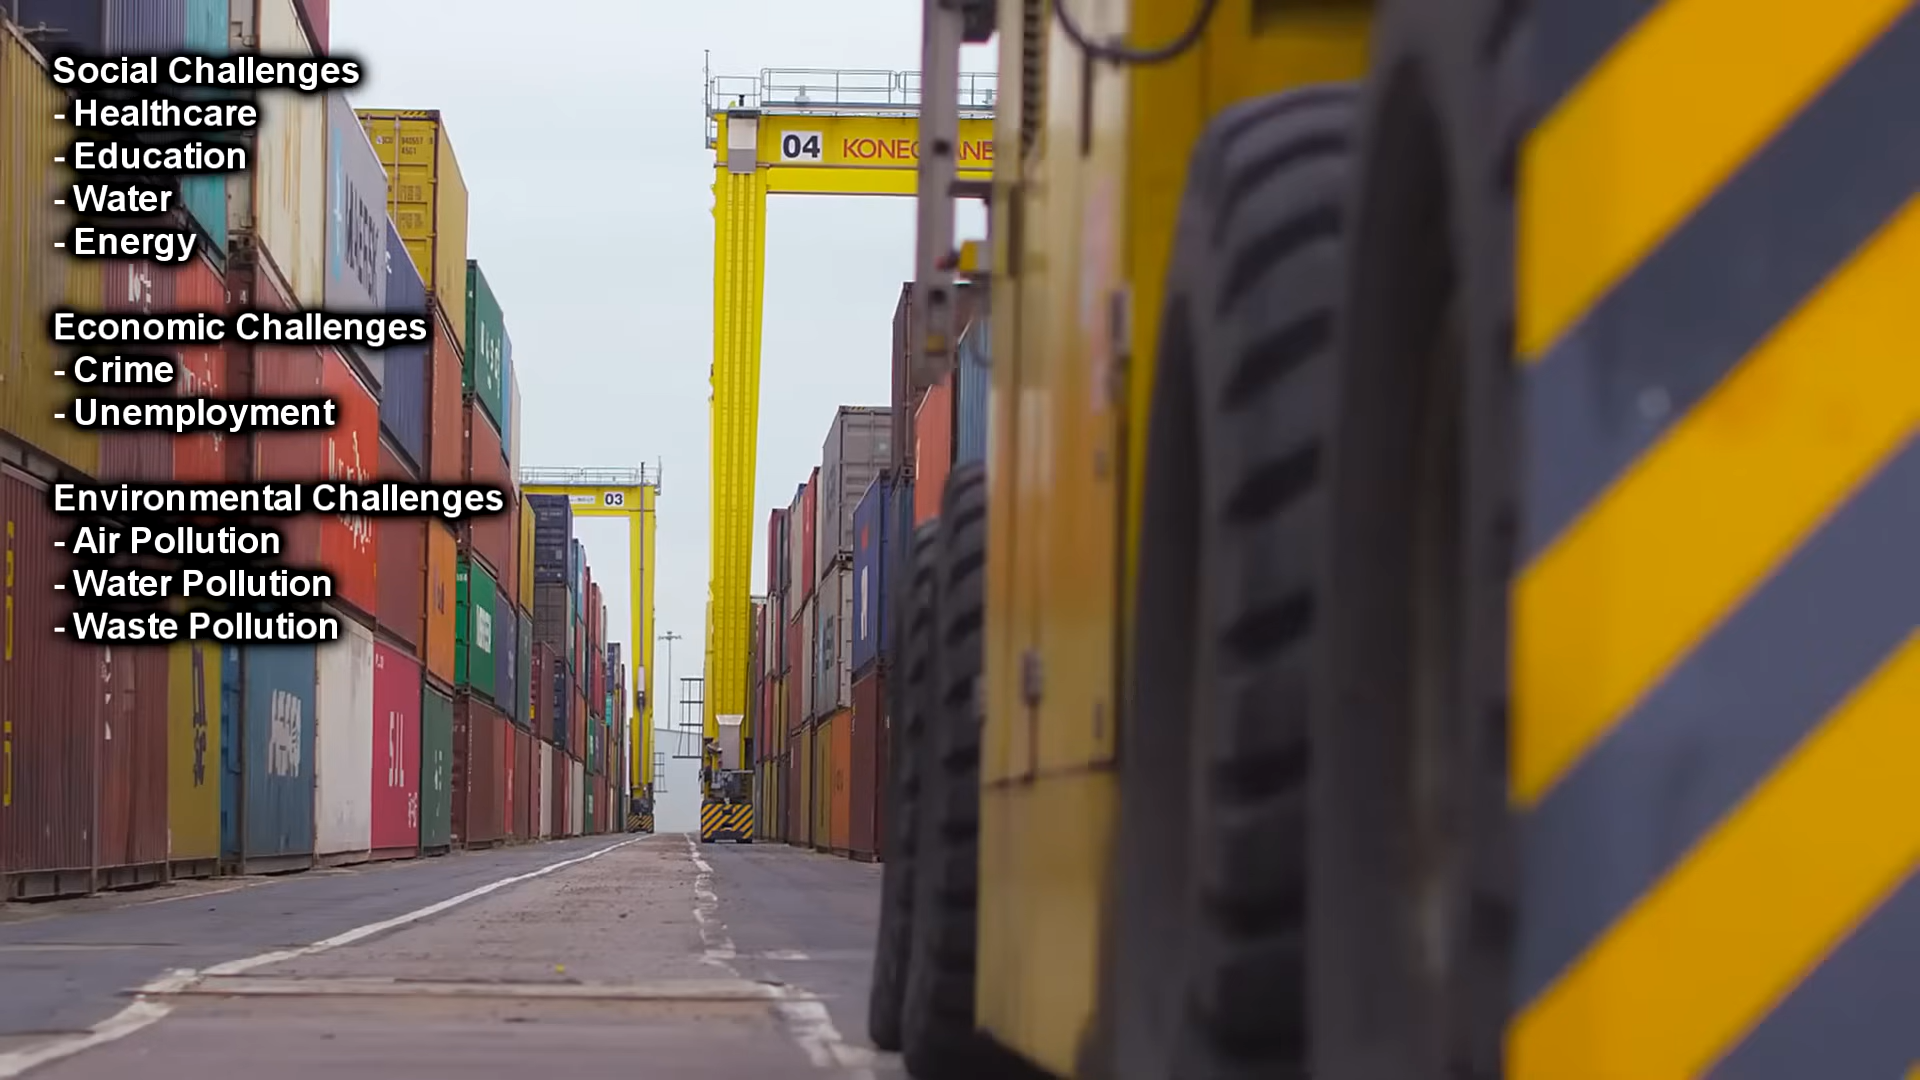 Social Challenges
- Healthcare
- Education
- Water
- Energy
Economic Challenges
- Crime
- Unemployment
Environmental Challenges
- Air Pollution
- Water Pollution
- Waste Pollution
04
03